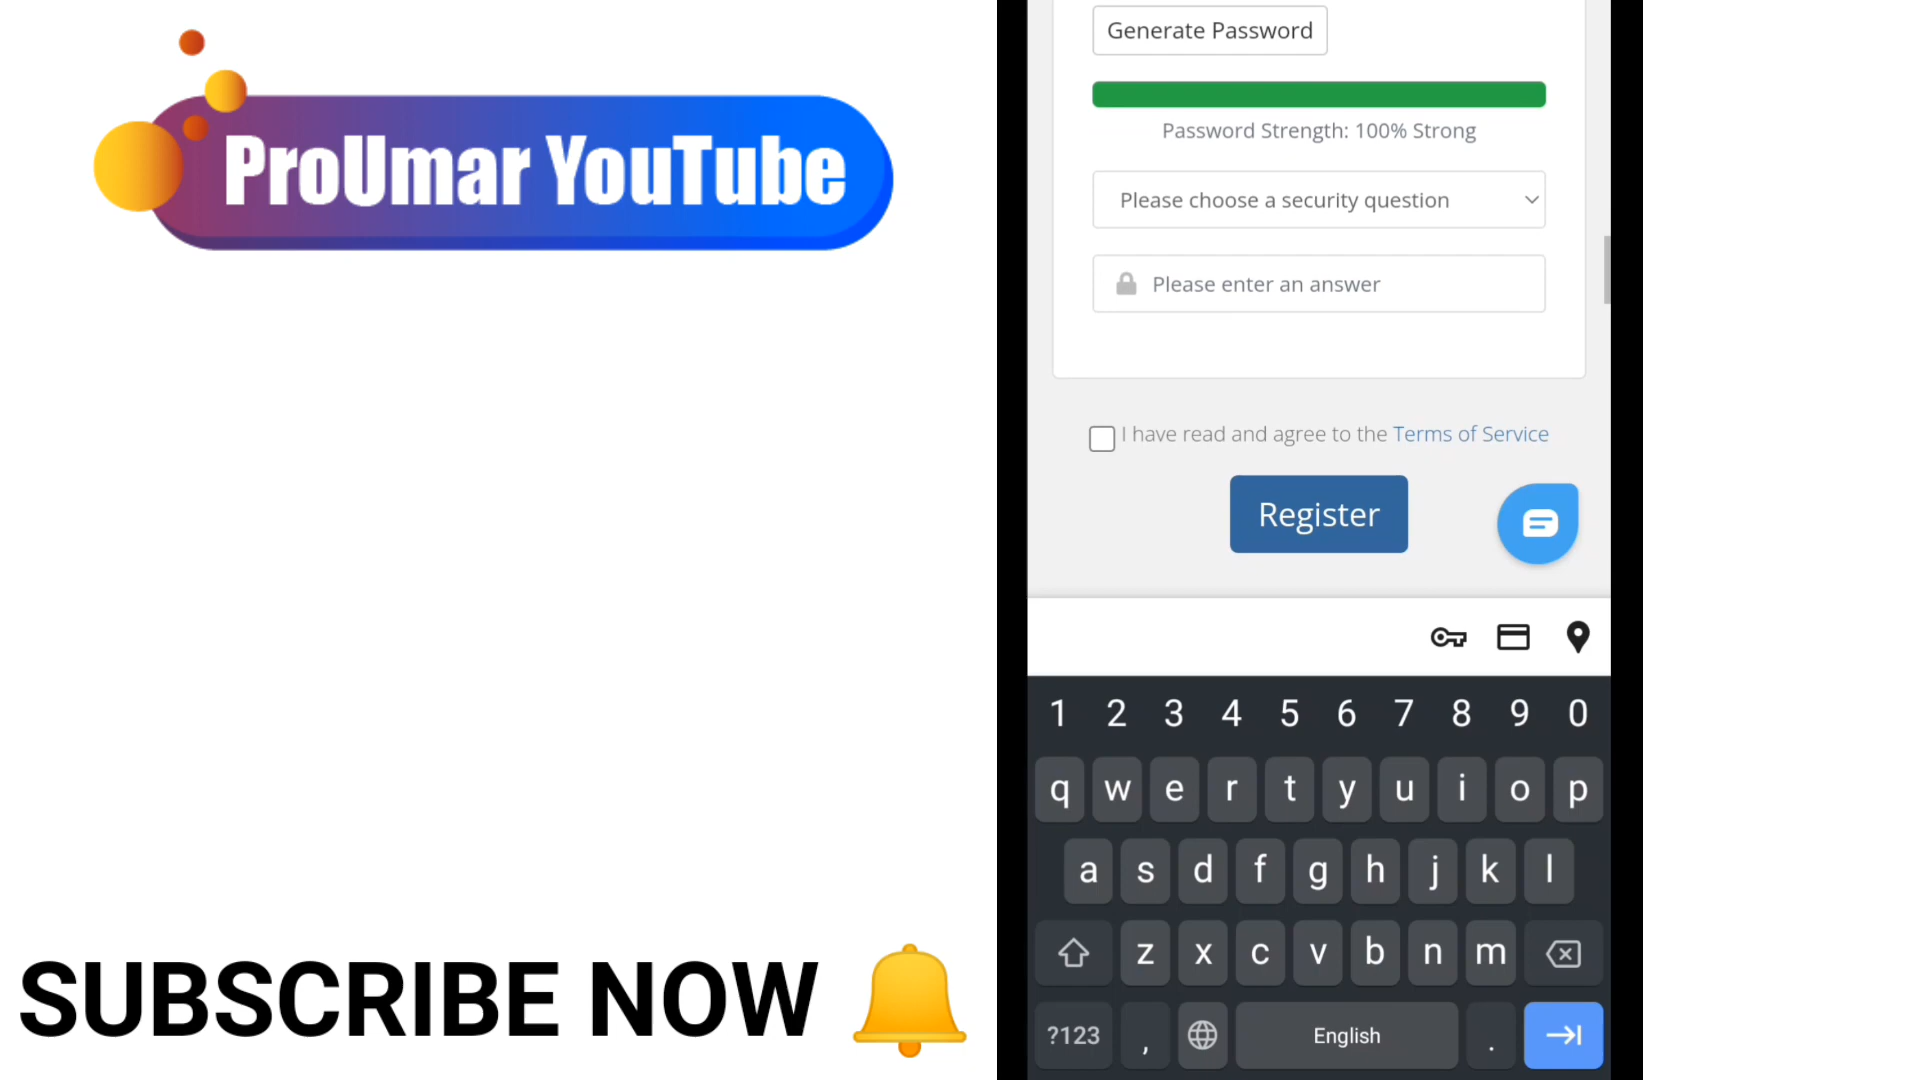 ProUmar YouTube
SUBSCRIBE NOW
Generate Password
Password Strength: 100% Strong
Please choose a security question
Please enter an answer
I have read and agree to the Terms of Service
Register
1 2 3 4 5 6 7 8 9 0
q w e r t y u i o p
a s d f g h j k l
z x c v b n m
?123 , English .